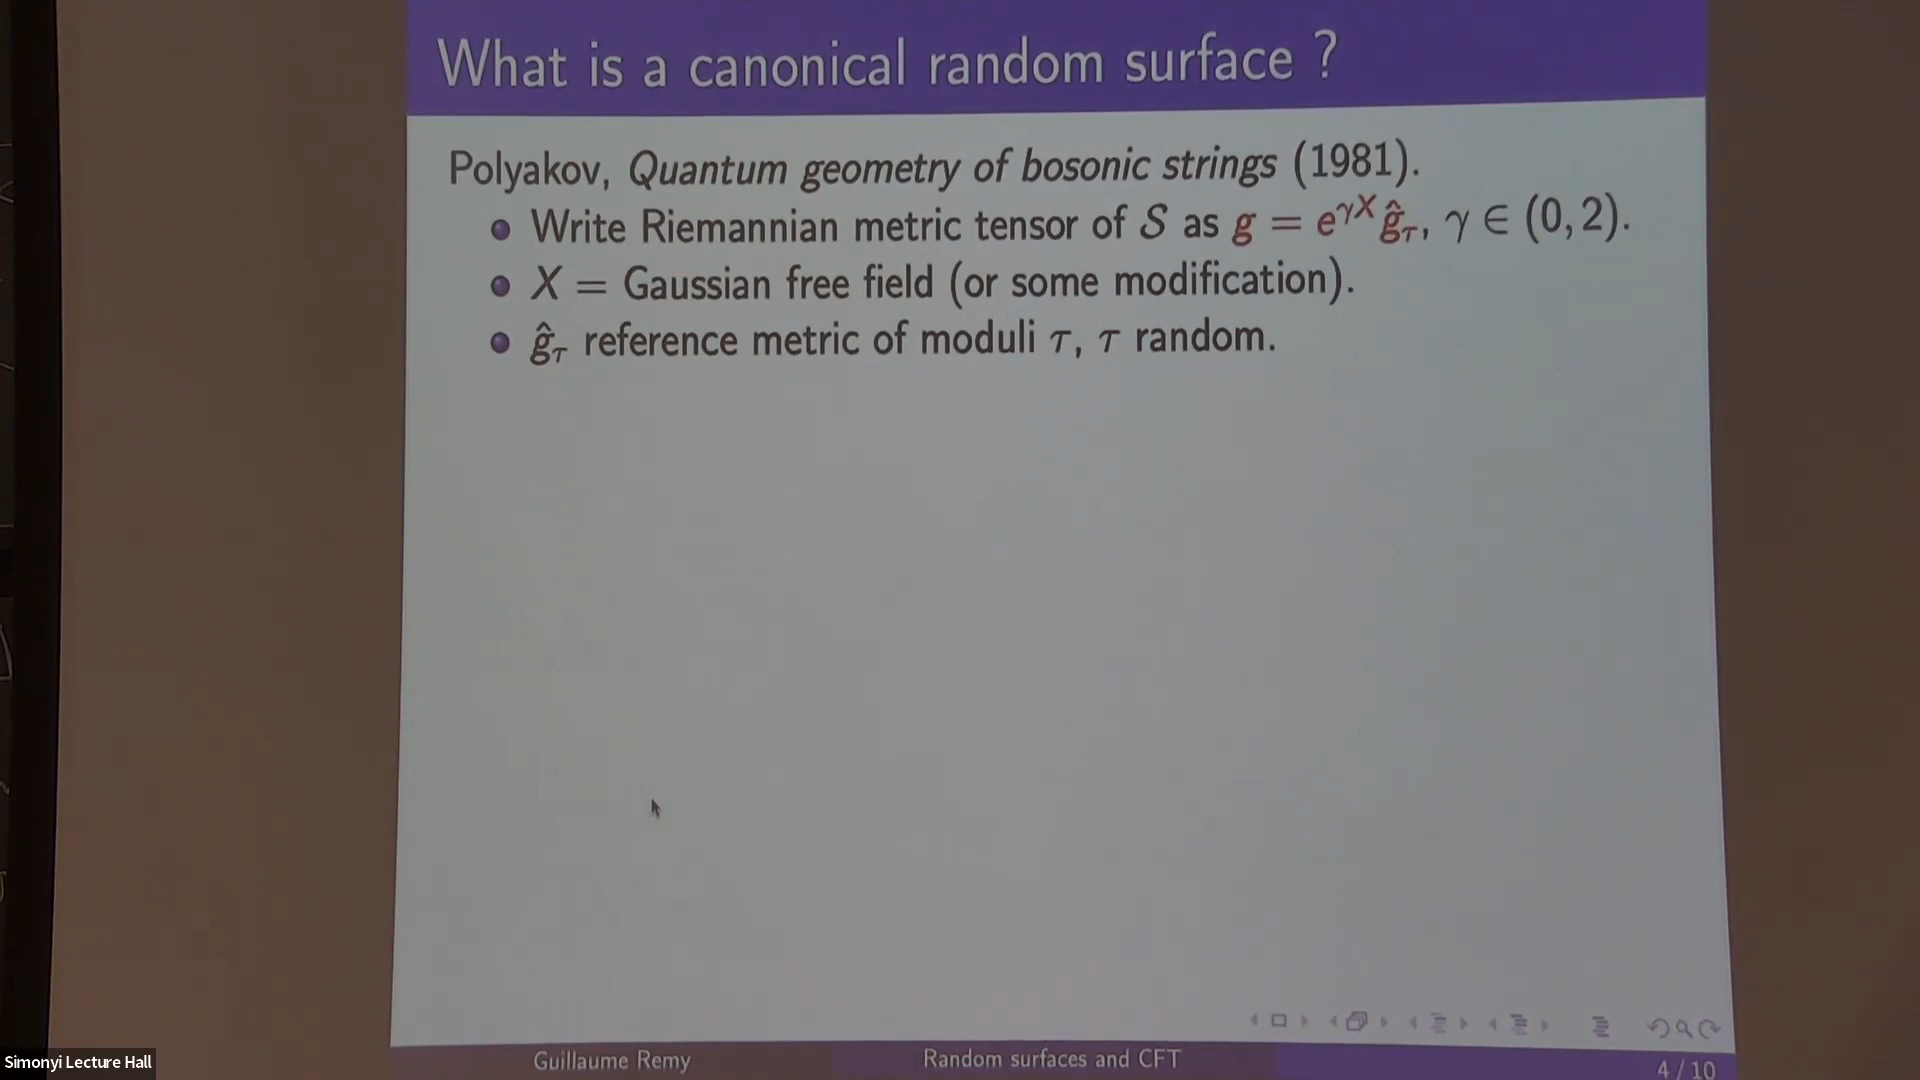 What is a canonical random surface ?
Polyakov, Quantum geometry of bosonic strings (1981).
Write Riemannian metric tensor of 𝒮 as g = e^{γX} ĝ_τ, γ ∈ (0, 2).
X = Gaussian free field (or some modification).
ĝ_τ reference metric of moduli τ, τ random.
Guillaume Remy
Random surfaces and CFT
4 / 10
Simonyi Lecture Hall